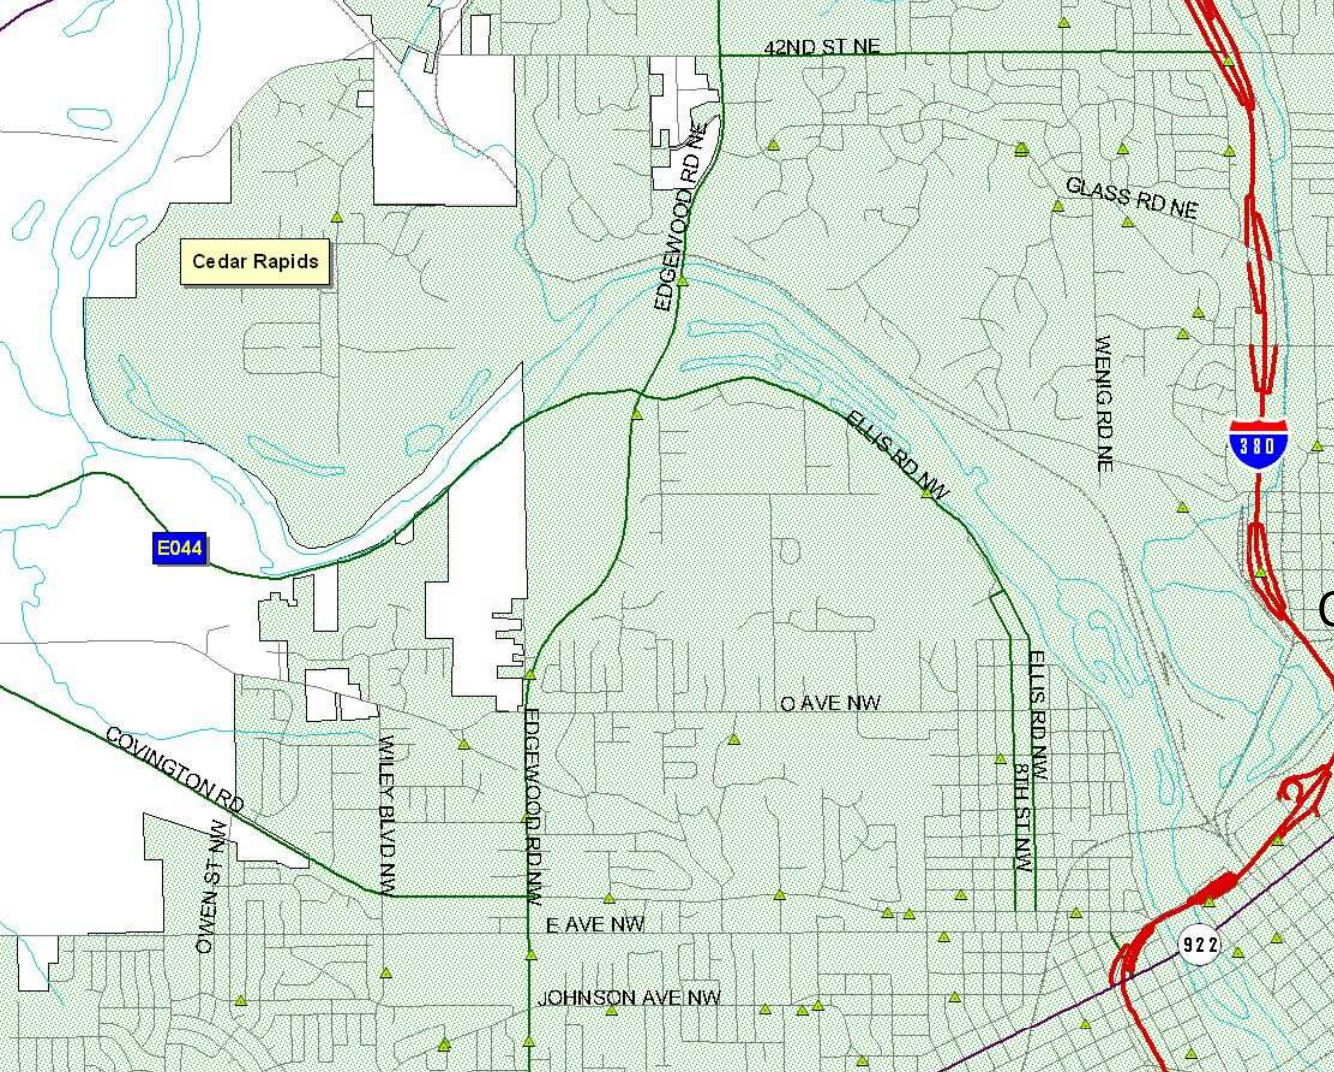 42ND ST NE
EDGEWOOD RD NE
GLASS RD NE
Cedar Rapids
WENIG RD NE
ELLIS RD NW
380
E044
C
O AVE NW
ELLIS RD NW
8TH ST NW
EDGEWOOD RD NW
WILEY BLVD NW
COVINGTON RD
OWEN ST NW
E AVE NW
922
JOHNSON AVE NW